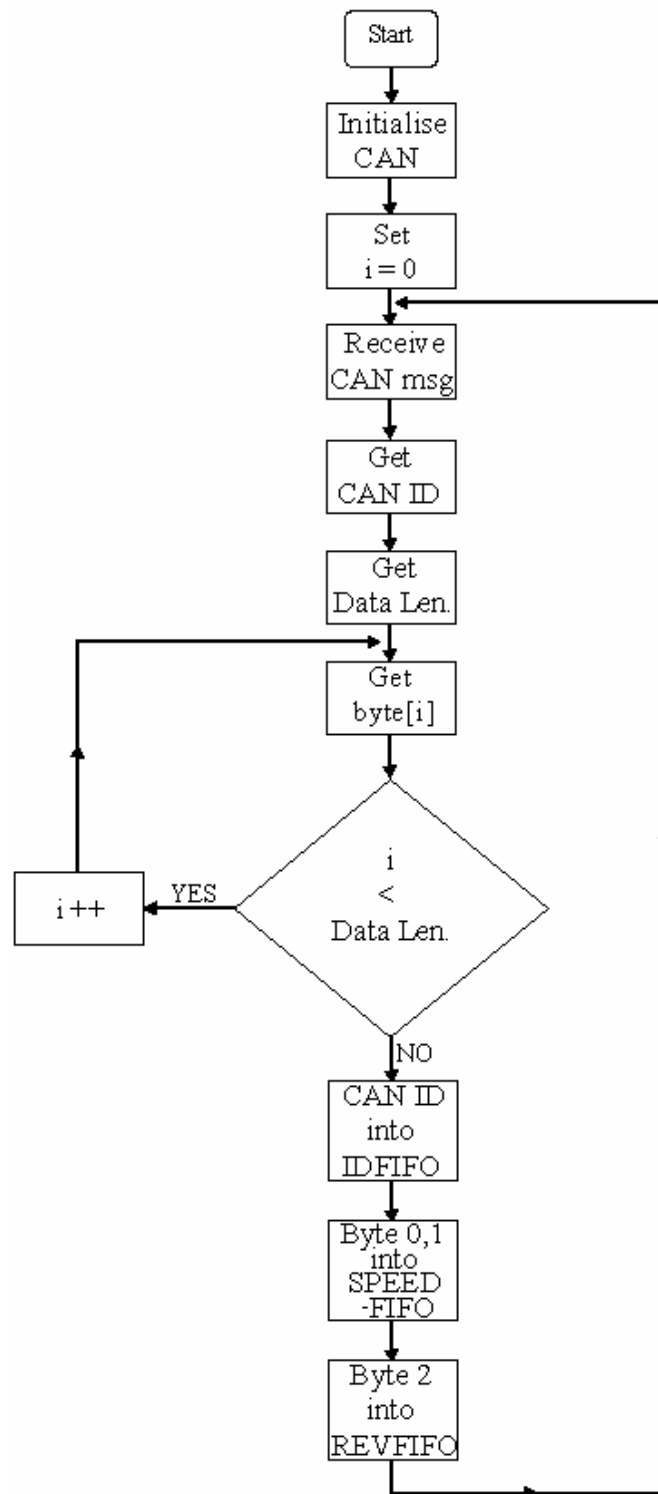 Start
Initialise
CAN
Set
i = 0
Receive
CAN msg
Get
CAN ID
Get
Data Len.
Get
byte[i]
i
<
Data Len.
YES
i ++
NO
CAN ID
into
IDFIFO
Byte 0,1
into
SPEED
-FIFO
Byte 2
into
REVFIFO